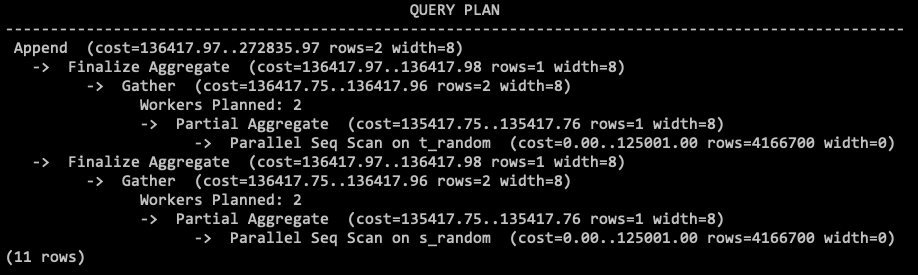 QUERY PLAN
-----------------------------------------------------------------------------------------------------
Append  (cost=136417.97..272835.97 rows=2 width=8)
  ->  Finalize Aggregate  (cost=136417.97..136417.98 rows=1 width=8)
        ->  Gather  (cost=136417.75..136417.96 rows=2 width=8)
              Workers Planned: 2
              ->  Partial Aggregate  (cost=135417.75..135417.76 rows=1 width=8)
                    ->  Parallel Seq Scan on t_random  (cost=0.00..125001.00 rows=4166700 width=0)
  ->  Finalize Aggregate  (cost=136417.97..136417.98 rows=1 width=8)
        ->  Gather  (cost=136417.75..136417.96 rows=2 width=8)
              Workers Planned: 2
              ->  Partial Aggregate  (cost=135417.75..135417.76 rows=1 width=8)
                    ->  Parallel Seq Scan on s_random  (cost=0.00..125001.00 rows=4166700 width=0)
(11 rows)